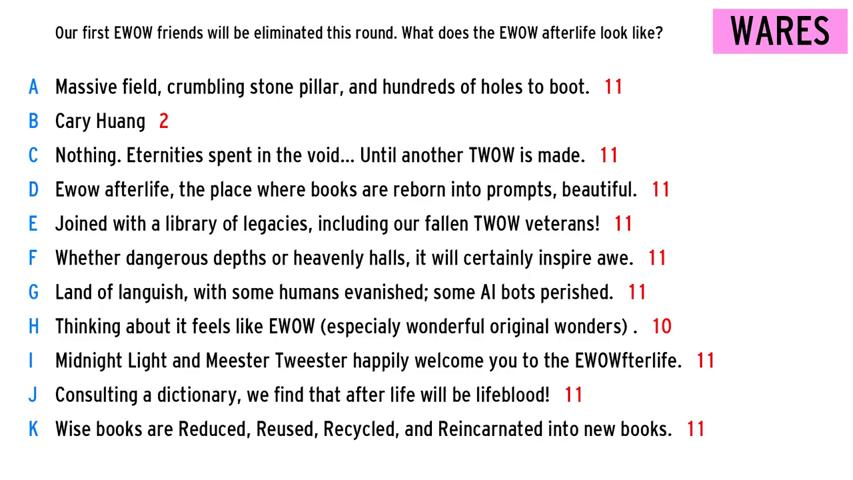 Our first EWOW friends will be eliminated this round. What does the EWOW afterlife look like?
WARES
A Massive field, crumbling stone pillar, and hundreds of holes to boot. 11
B Cary Huang 2
C Nothing. Eternities spent in the void... Until another TWOW is made. 11
D Ewow afterlife, the place where books are reborn into prompts, beautiful. 11
E Joined with a library of legacies, including our fallen TWOW veterans! 11
F Whether dangerous depths or heavenly halls, it will certainly inspire awe. 11
G Land of languish, with some humans evanished; some AI bots perished. 11
H Thinking about it feels like EWOW (especialy wonderful original wonders) . 10
I Midnight Light and Meester Tweester happily welcome you to the EWOWfterlife. 11
J Consulting a dictionary, we find that after life will be lifeblood! 11
K Wise books are Reduced, Reused, Recycled, and Reincarnated into new books. 11